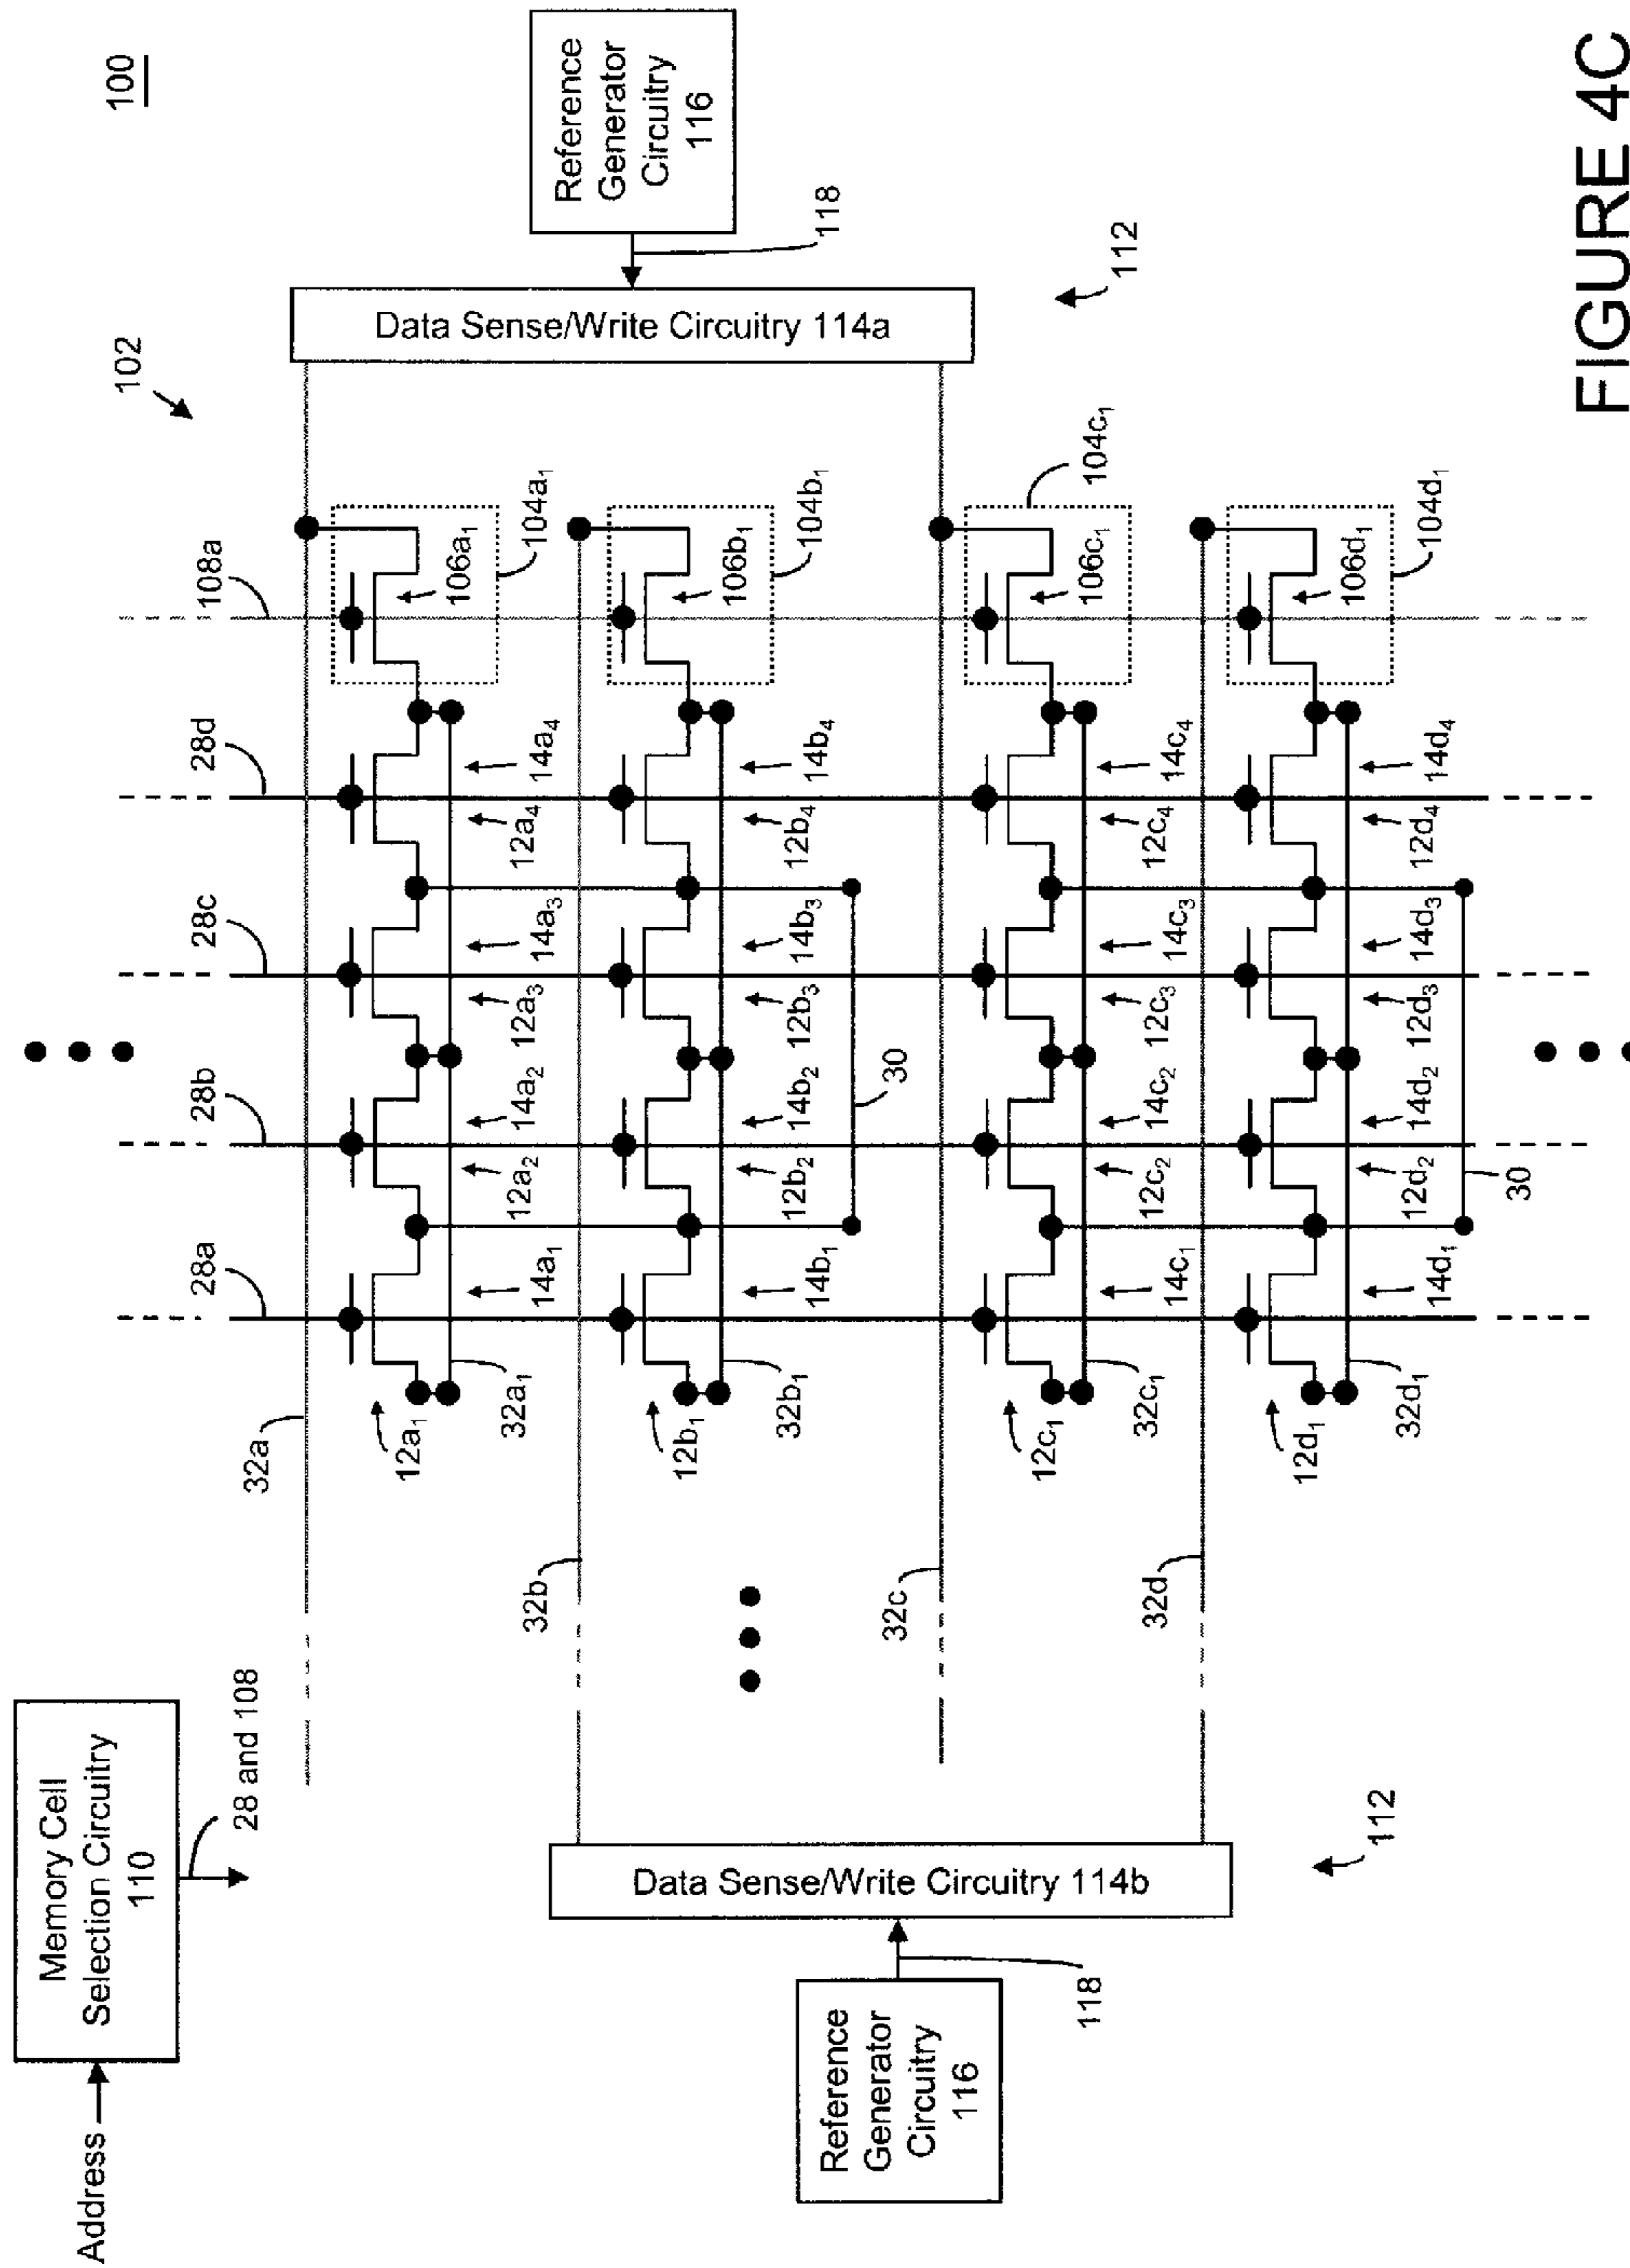 100
102
Address
Memory Cell
Selection Circuitry
110
28 and 108
28a
28b
28c
28d
108a
32a
12a₁
32a₁
14a₁
12a₂
14a₂
12a₃
14a₃
12a₄
14a₄
106a₁
104a₁
32b
12b₁
32b₁
14b₁
12b₂
14b₂
12b₃
14b₃
12b₄
14b₄
106b₁
104b₁
30
32c
12c₁
32c₁
14c₁
12c₂
14c₂
12c₃
14c₃
12c₄
14c₄
106c₁
104c₁
32d
12d₁
32d₁
14d₁
12d₂
14d₂
12d₃
14d₃
12d₄
14d₄
106d₁
104d₁
30
Data Sense/Write Circuitry 114a
112
118
Reference
Generator
Circuitry
116
Data Sense/Write Circuitry 114b
112
118
Reference
Generator
Circuitry
116
FIGURE 4C